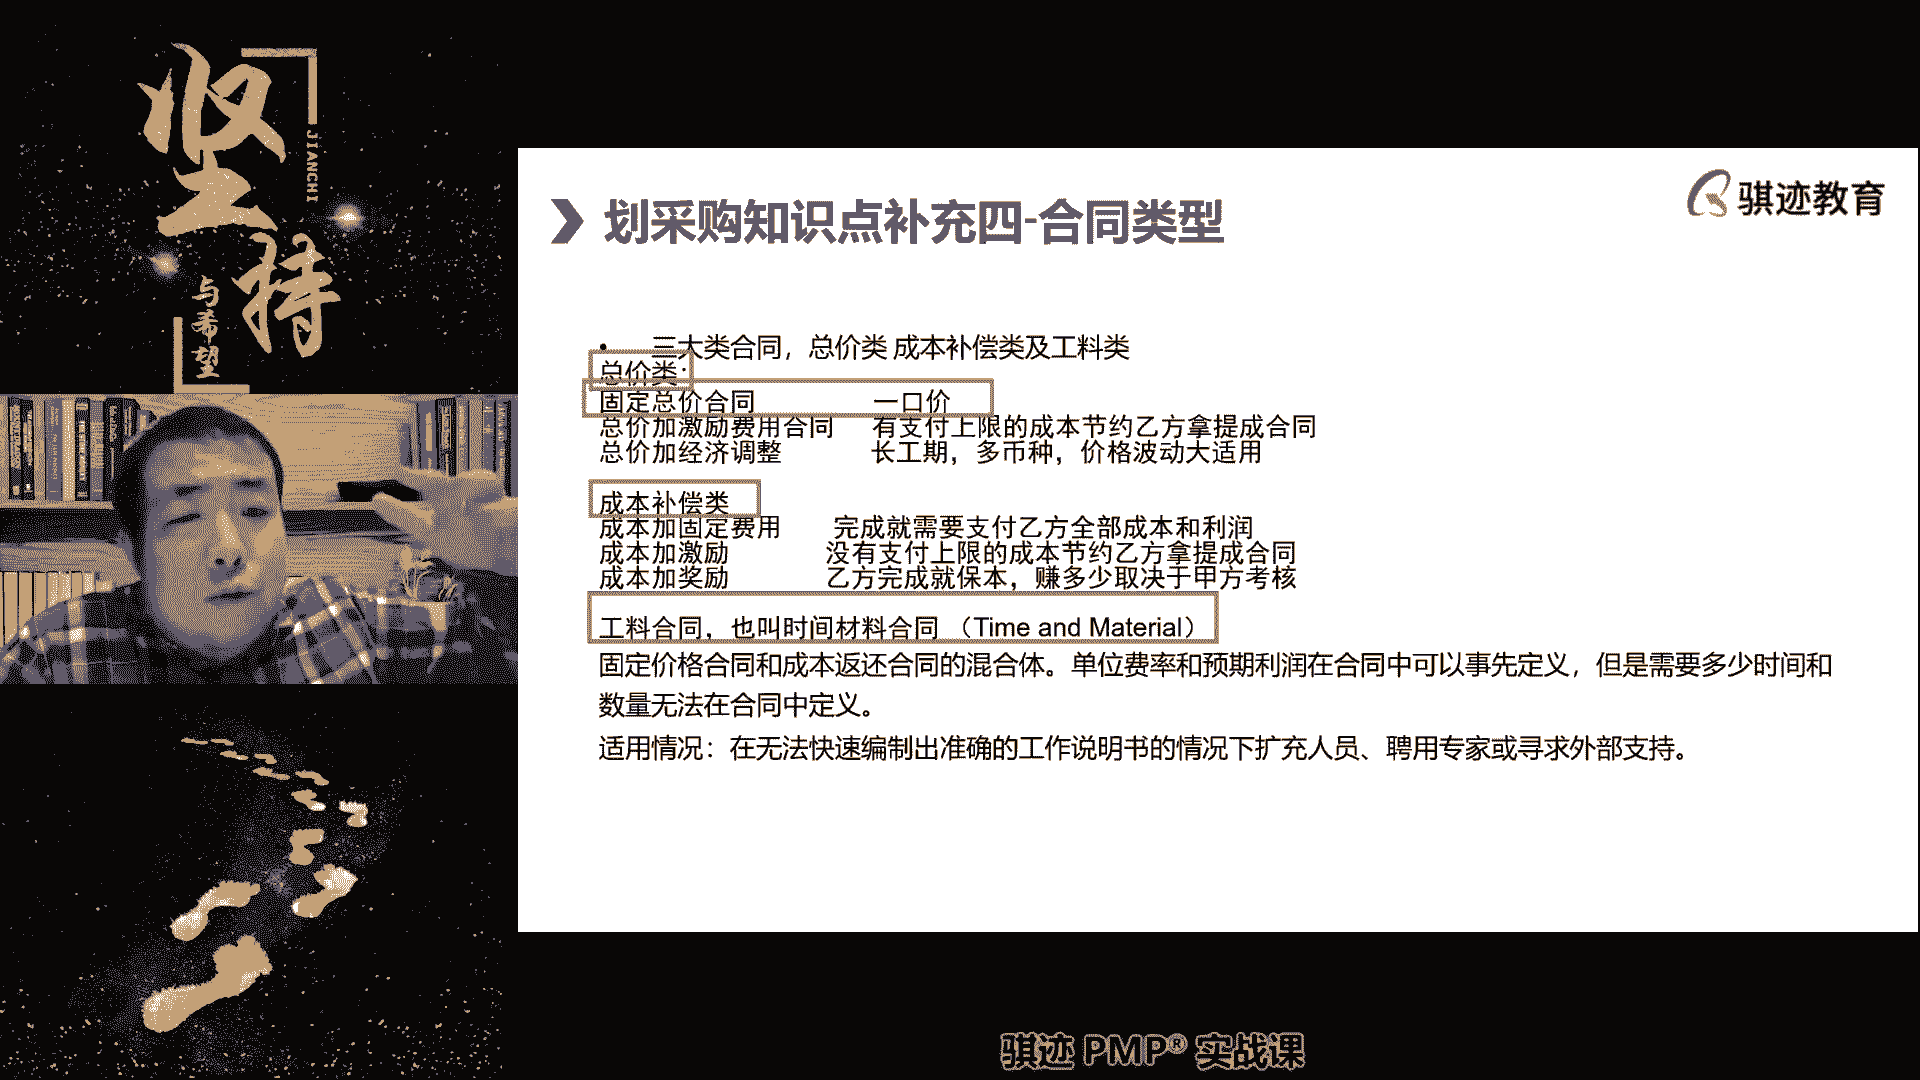 坚持
JIANCHI
与希望
骐迹教育
划采购知识点补充四-合同类型
• 三大类合同，总价类 成本补偿类及工料类
总价类：
固定总价合同 一口价
总价加激励费用合同 有支付上限的成本节约乙方拿提成合同
总价加经济调整 长工期，多币种，价格波动大适用
成本补偿类
成本加固定费用 完成就需要支付乙方全部成本和利润
成本加激励 没有支付上限的成本节约乙方拿提成合同
成本加奖励 乙方完成就保本，赚多少取决于甲方考核
工料合同，也叫时间材料合同 （Time and Material）
固定价格合同和成本返还合同的混合体。单位费率和预期利润在合同中可以事先定义，但是需要多少时间和
数量无法在合同中定义。
适用情况：在无法快速编制出准确的工作说明书的情况下扩充人员、聘用专家或寻求外部支持。
骐迹 PMP® 实战课